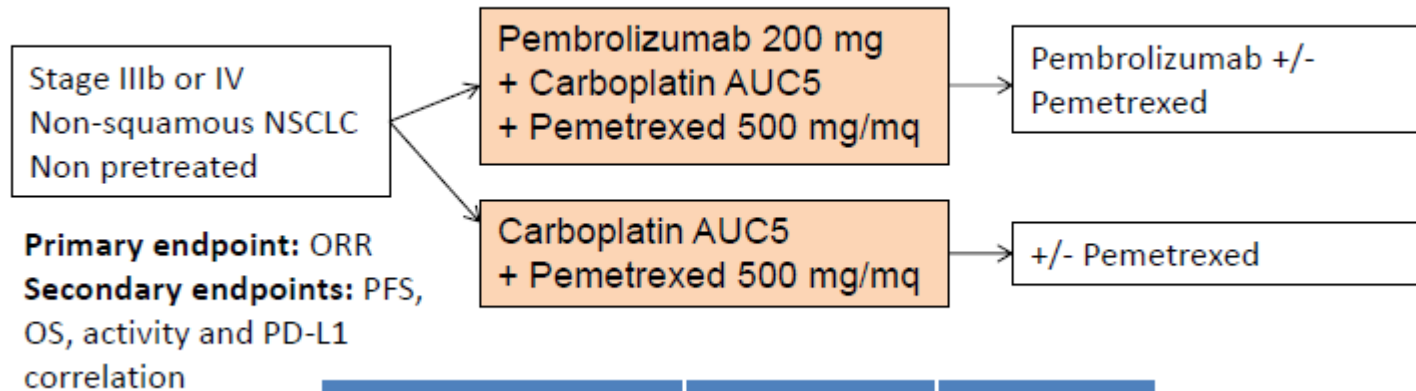 Stage IIIb or IV
Non-squamous NSCLC
Non pretreated
Pembrolizumab 200 mg
+ Carboplatin AUC5
+ Pemetrexed 500 mg/mq
Pembrolizumab +/-
Pemetrexed
Carboplatin AUC5
+ Pemetrexed 500 mg/mq
+/- Pemetrexed
Primary endpoint: ORR
Secondary endpoints: PFS,
OS, activity and PD-L1
correlation